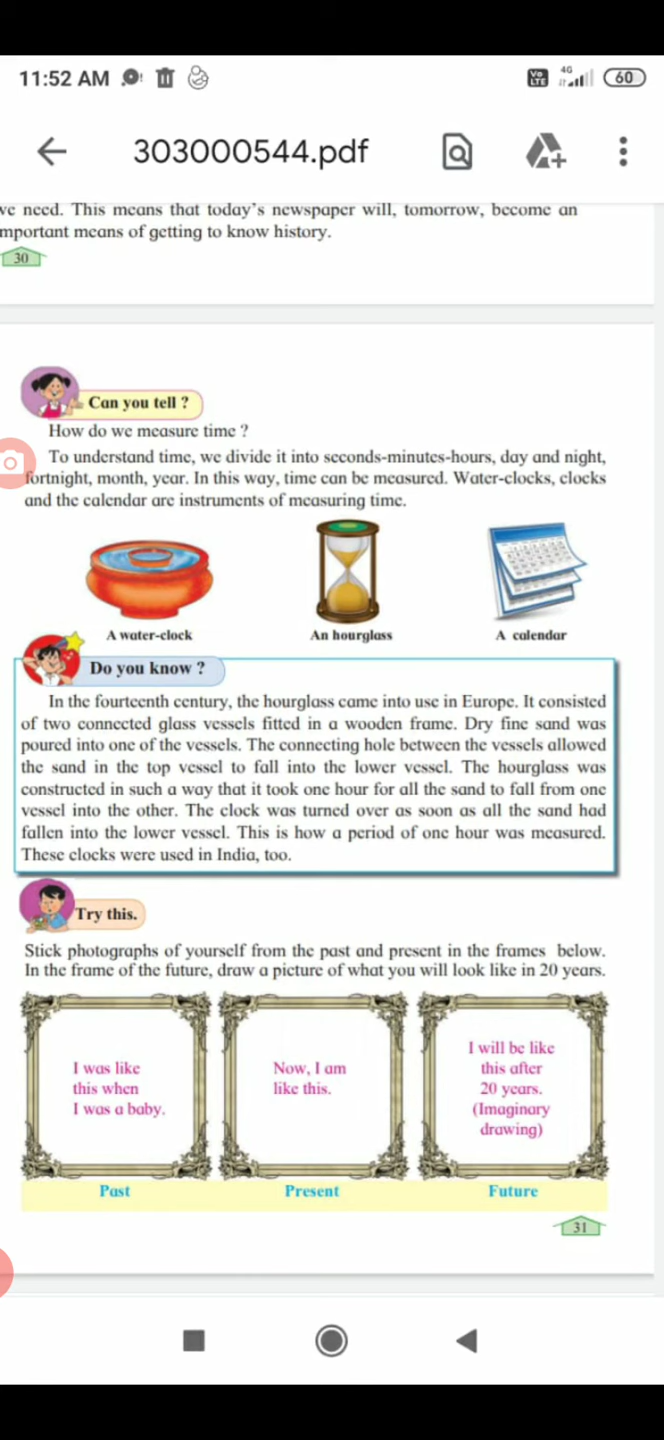 11:52 AM
Vo LTE
4G
60
303000544.pdf
ve need. This means that today's newspaper will, tomorrow, become an
mportant means of getting to know history.
30
Can you tell ?
How do we measure time ?
To understand time, we divide it into seconds-minutes-hours, day and night,
fortnight, month, year. In this way, time can be measured. Water-clocks, clocks
and the calendar are instruments of measuring time.
A water-clock
An hourglass
A calendar
Do you know ?
In the fourteenth century, the hourglass came into use in Europe. It consisted
of two connected glass vessels fitted in a wooden frame. Dry fine sand was
poured into one of the vessels. The connecting hole between the vessels allowed
the sand in the top vessel to fall into the lower vessel. The hourglass was
constructed in such a way that it took one hour for all the sand to fall from one
vessel into the other. The clock was turned over as soon as all the sand had
fallen into the lower vessel. This is how a period of one hour was measured.
These clocks were used in India, too.
Try this.
Stick photographs of yourself from the past and present in the frames below.
In the frame of the future, draw a picture of what you will look like in 20 years.
I was like
this when
I was a baby.
Now, I am
like this.
I will be like
this after
20 years.
(Imaginary
drawing)
Past
Present
Future
31